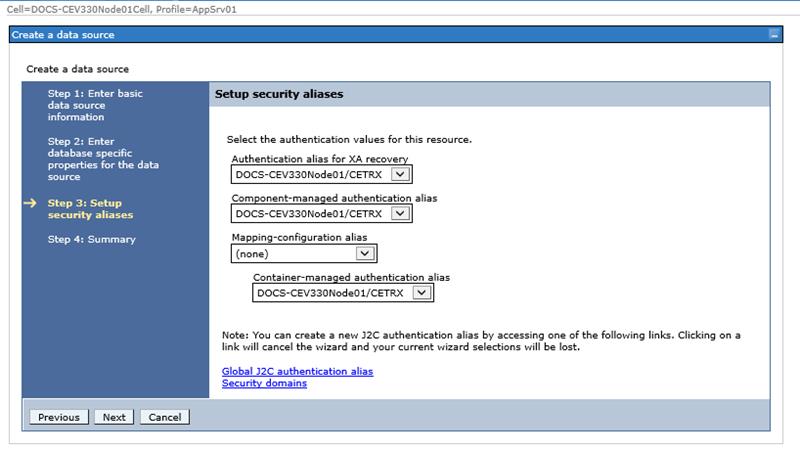 Cell=DOCS-CEV330Node01Cell, Profile=AppSrv01
Create a data source
Create a data source
Step 1: Enter basic
data source
information
Step 2: Enter
database specific
properties for the data
source
Step 3: Setup
security aliases
Step 4: Summary
Setup security aliases
Select the authentication values for this resource.
Authentication alias for XA recovery
DOCS-CEV330Node01/CETRX
Component-managed authentication alias
DOCS-CEV330Node01/CETRX
Mapping-configuration alias
(none)
Container-managed authentication alias
DOCS-CEV330Node01/CETRX
Note: You can create a new J2C authentication alias by accessing one of the following links. Clicking on a
link will cancel the wizard and your current wizard selections will be lost.
Global J2C authentication alias
Security domains
Previous Next Cancel